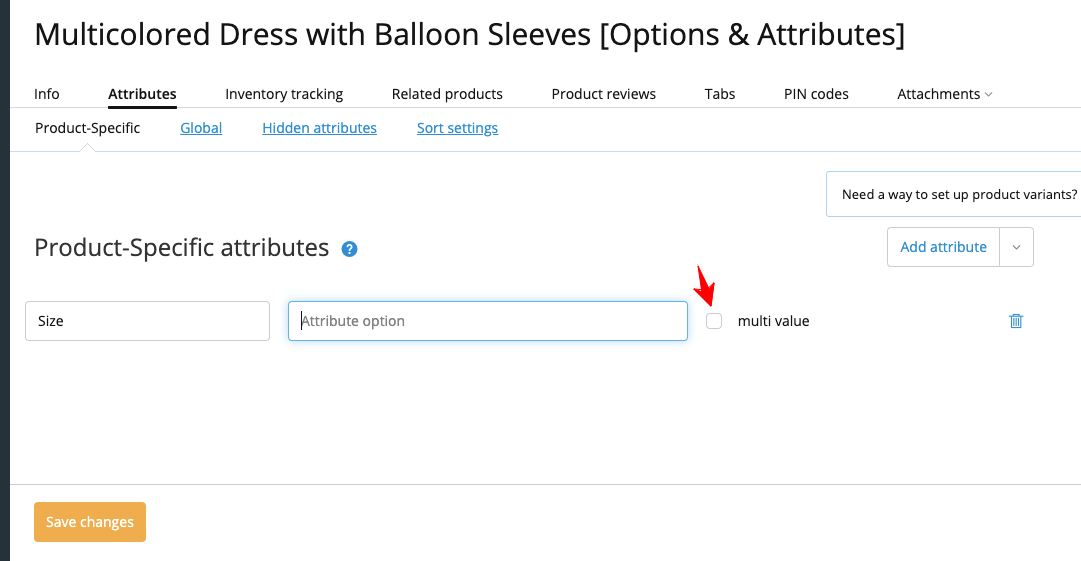 Multicolored Dress with Balloon Sleeves [Options & Attributes]
Info Attributes Inventory tracking Related products Product reviews Tabs PIN codes Attachments
Product-Specific Global Hidden attributes Sort settings
Need a way to set up product variants?
Product-Specific attributes ?
Add attribute
Size Attribute option multi value
Save changes